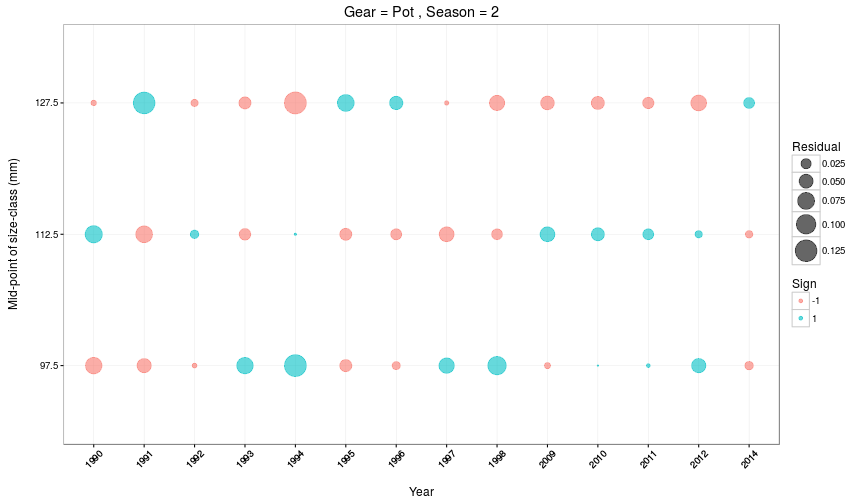 Gear = Pot , Season = 2
Mid-point of size-class (mm)
127.5
112.5
97.5
1990 1991 1992 1993 1994 1995 1996 1997 1998 2009 2010 2011 2012 2014
Year
Residual
0.025
0.050
0.075
0.100
0.125
Sign
-1
1